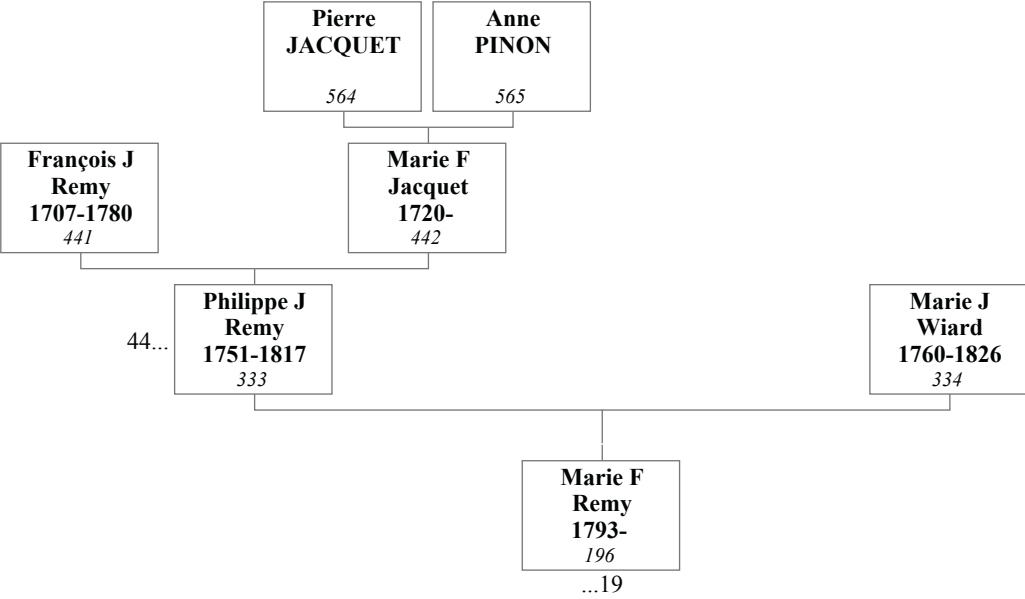 Pierre
JACQUET
564
Anne
PINON
565
François J
Remy
1707-1780
441
Marie F
Jacquet
1720-
442
44...
Philippe J
Remy
1751-1817
333
Marie J
Wiard
1760-1826
334
Marie F
Remy
1793-
196
...19